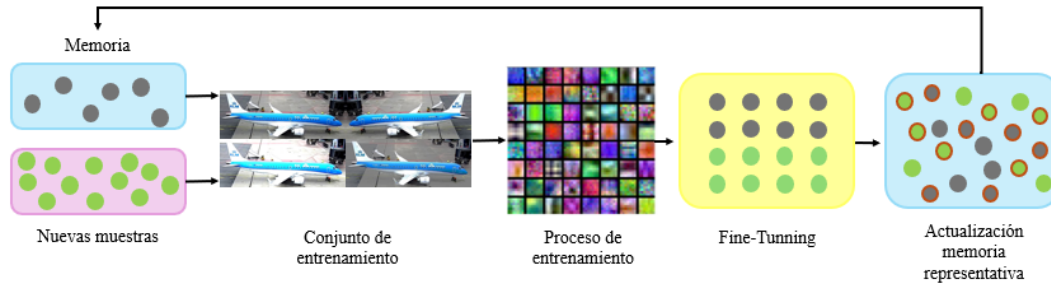 Memoria
Nuevas muestras
Conjunto de
entrenamiento
Proceso de
entrenamiento
Fine-Tunning
Actualización
memoria
representativa